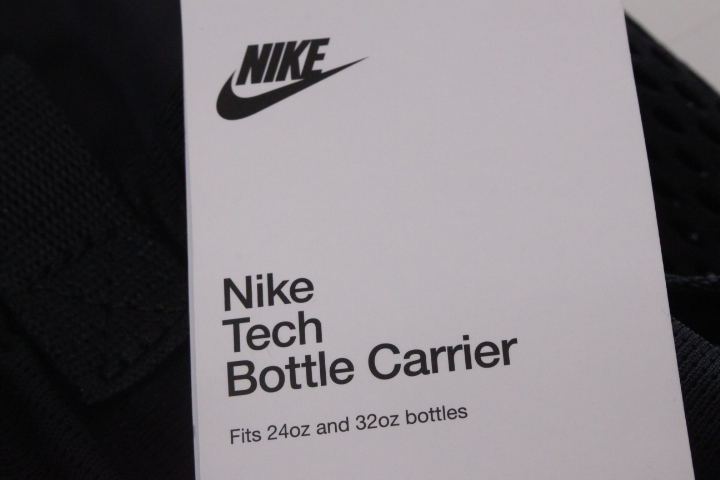 NIKE
Nike
Tech
Bottle Carrier
Fits 24oz and 32oz bottles